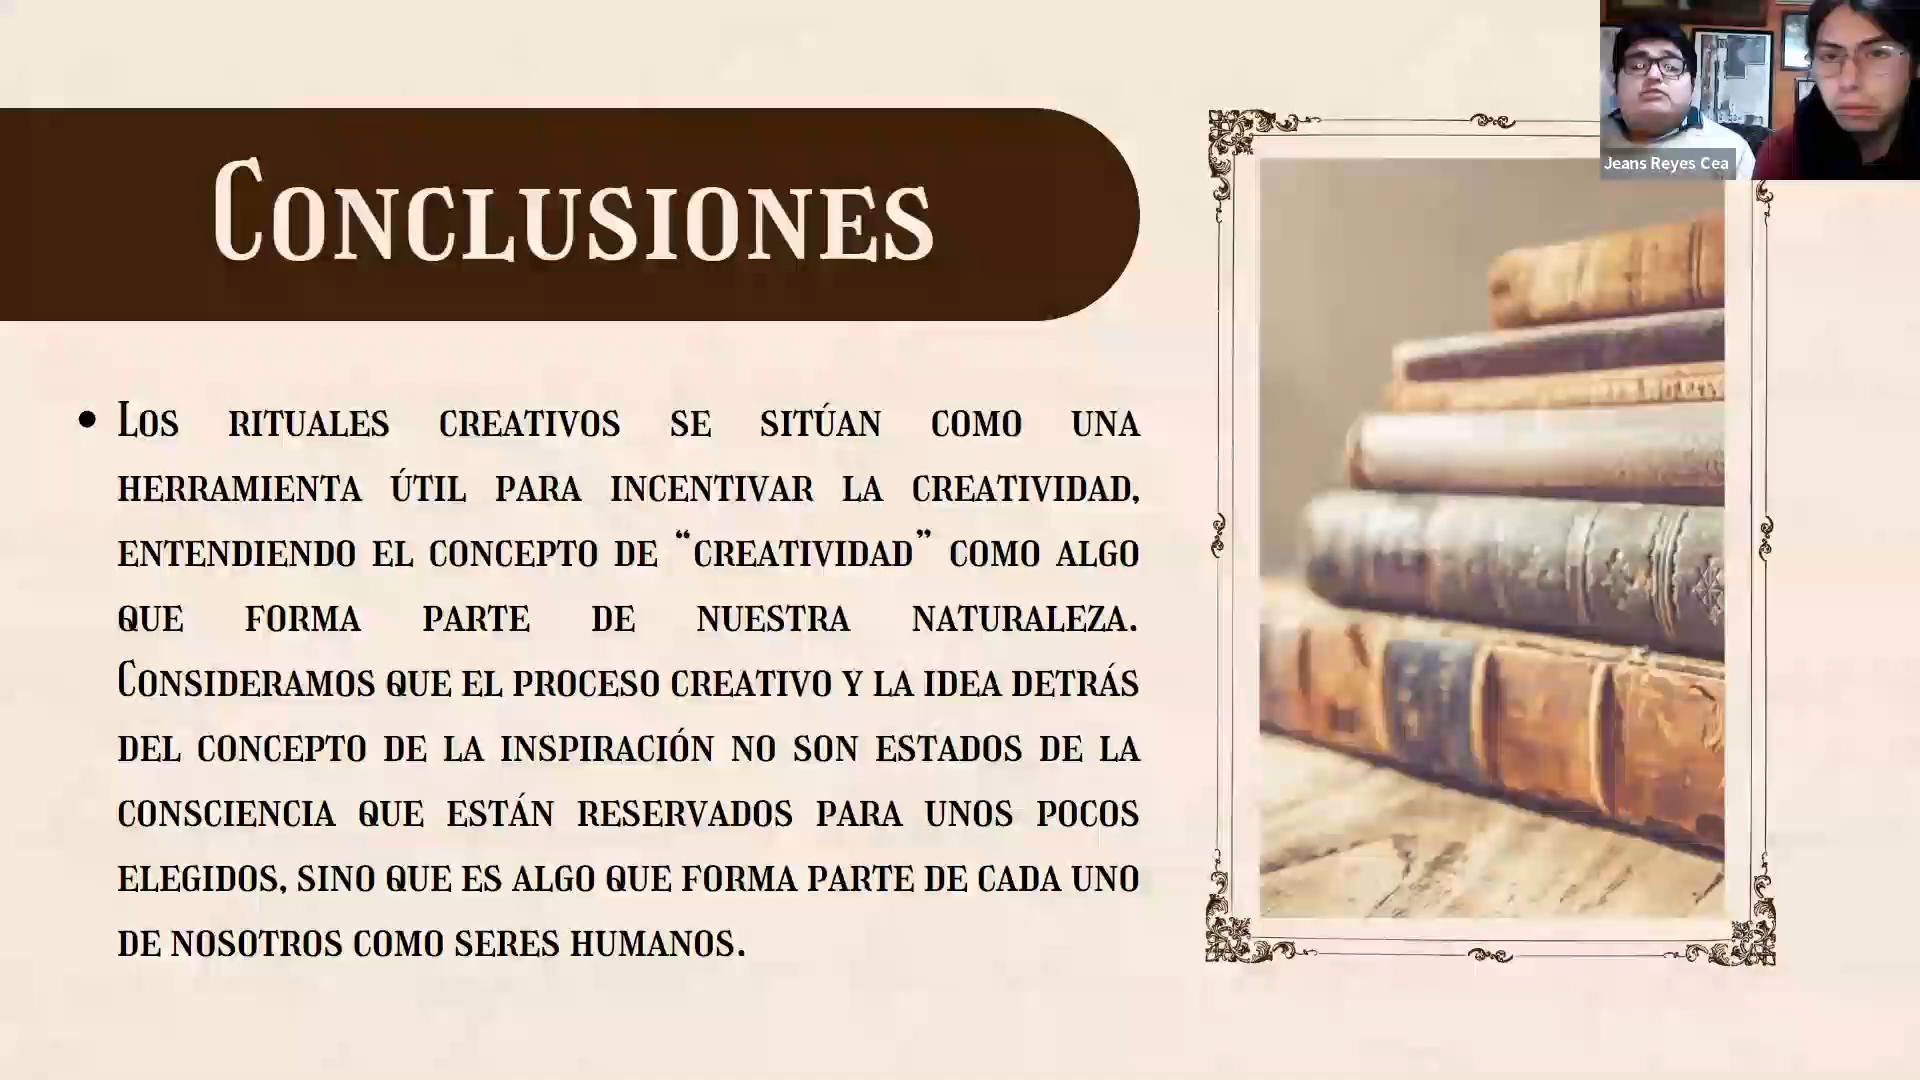 Conclusiones
• Los rituales creativos se sitúan como una
herramienta útil para incentivar la creatividad,
entendiendo el concepto de “creatividad” como algo
que forma parte de nuestra naturaleza.
Consideramos que el proceso creativo y la idea detrás
del concepto de la inspiración no son estados de la
consciencia que están reservados para unos pocos
elegidos, sino que es algo que forma parte de cada uno
de nosotros como seres humanos.
Jeans Reyes Cea